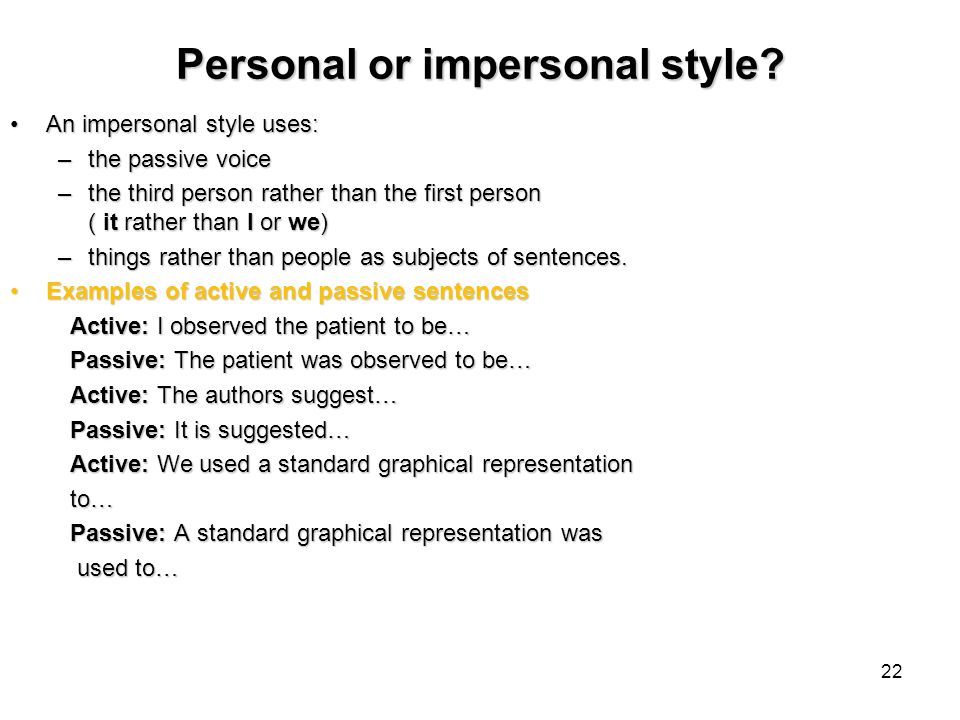 Personal or impersonal style?
• An impersonal style uses:
– the passive voice
– the third person rather than the first person
( it rather than I or we)
– things rather than people as subjects of sentences.
• Examples of active and passive sentences
Active: I observed the patient to be…
Passive: The patient was observed to be…
Active: The authors suggest…
Passive: It is suggested…
Active: We used a standard graphical representation
to…
Passive: A standard graphical representation was
used to…
22